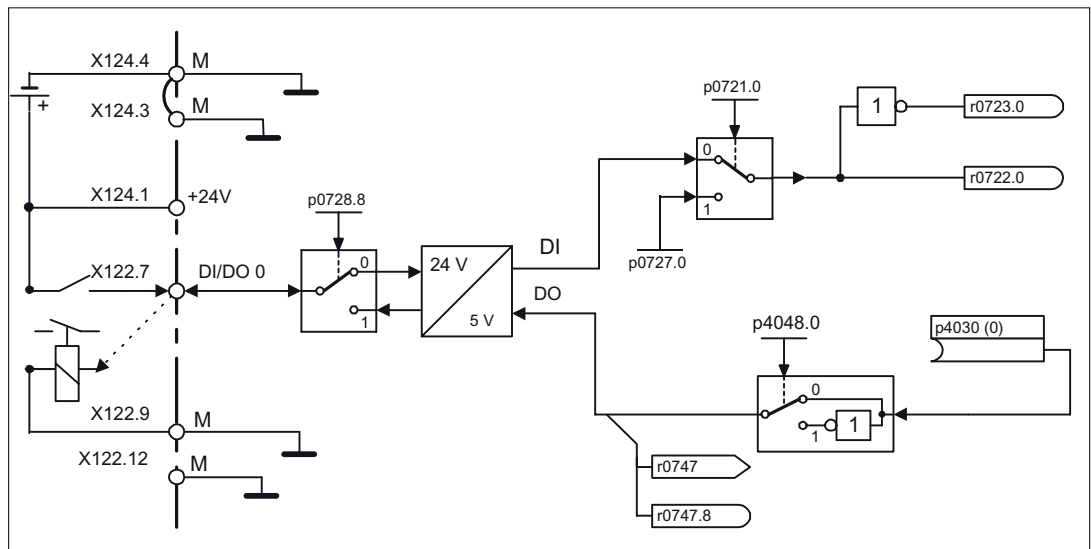 X124.4
M
+
X124.3
M
X124.1
+24V
X122.7
DI/DO 0
p0728.8
0
1
24 V
5 V
DI
DO
p0721.0
0
1
p0727.0
1
r0723.0
r0722.0
p4030 (0)
p4048.0
0
1
1
r0747
r0747.8
X122.9
M
X122.12
M